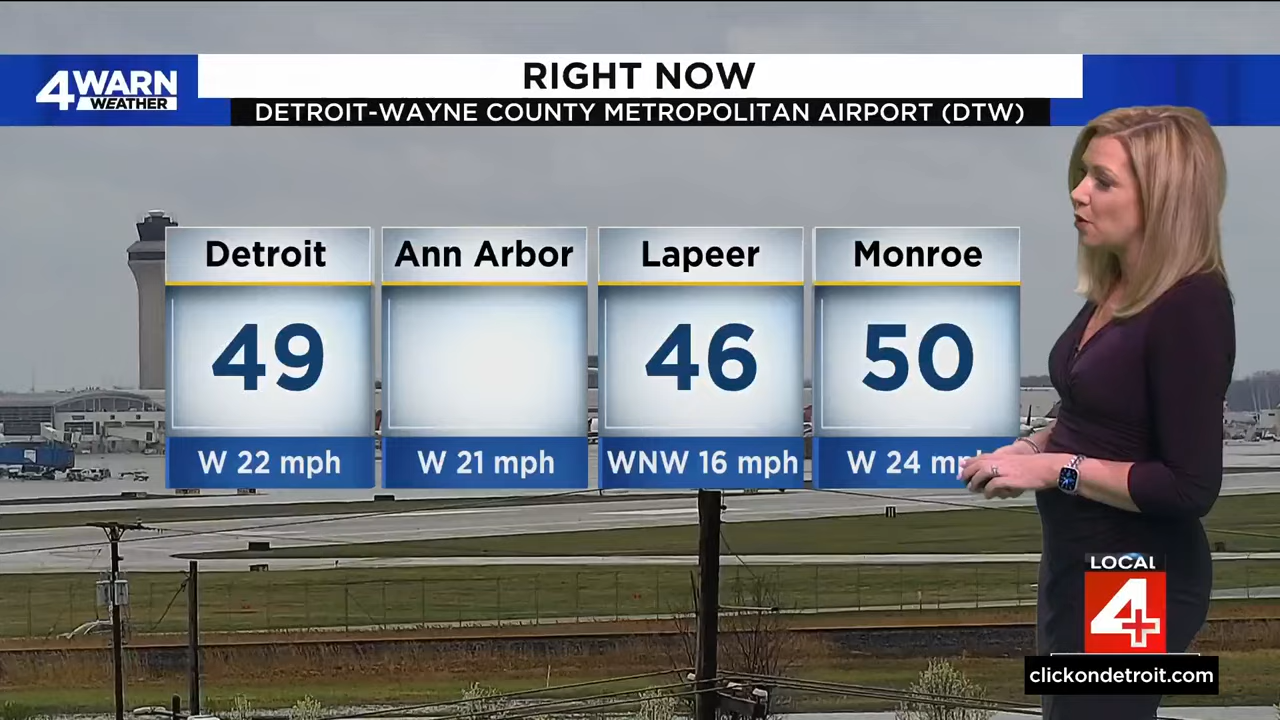 4WARN
WEATHER
RIGHT NOW
DETROIT-WAYNE COUNTY METROPOLITAN AIRPORT (DTW)
Detroit
49
W 22 mph
Ann Arbor
W 21 mph
Lapeer
46
WNW 16 mph
Monroe
50
W 24 mph
LOCAL
4+
clickondetroit.com